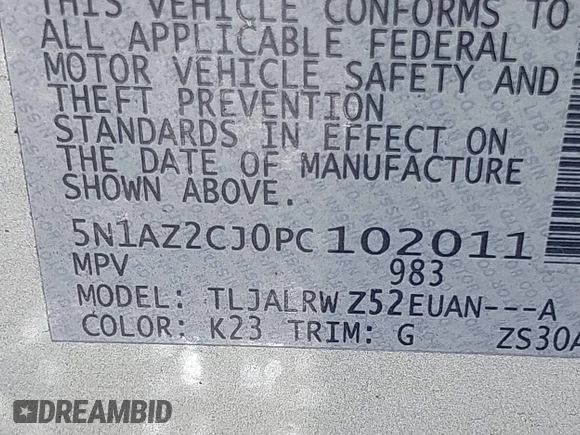 THIS VEHICLE CONFORMS TO
ALL APPLICABLE FEDERAL
MOTOR VEHICLE SAFETY AND
THEFT PREVENTION
STANDARDS IN EFFECT ON
THE DATE OF MANUFACTURE
SHOWN ABOVE.
5N1AZ2CJ0PC102011
MPV 983
MODEL: TLJALRW Z52EUAN---A
COLOR: K23 TRIM: G ZS30A
DREAMBID